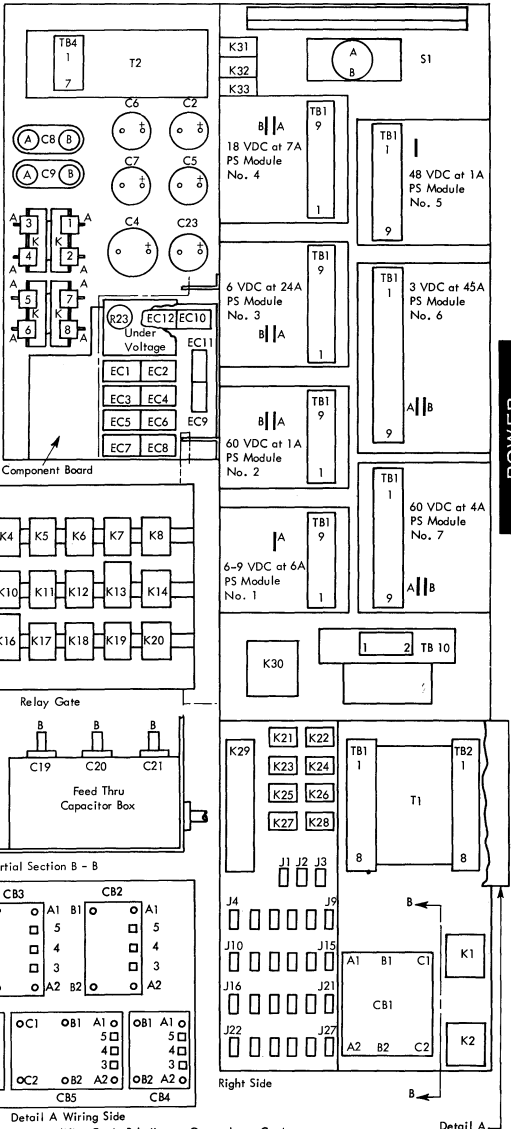 TB4
1
7
T2
K31
K32
K33
A
B
S1
C6
C2
A C8 B
A C9 B
C7
C5
C4
C23
A 3 1 A
K K
A 4 2 A
A 5 7 A
K K
A 6 8 A
R23
EC12 EC10
Under
Voltage
EC11
EC1 EC2
EC3 EC4
EC5 EC6
EC7 EC8
EC9
Component Board
B A
18 VDC at 7A
PS Module
No. 4
TB1
9
1
TB1
1
9
48 VDC at 1A
PS Module
No. 5
6 VDC at 24A
PS Module
No. 3
B A
TB1
9
1
TB1
1
9
3 VDC at 45A
PS Module
No. 6
A B
B A
60 VDC at 1A
PS Module
No. 2
TB1
9
1
TB1
1
9
60 VDC at 4A
PS Module
No. 7
A B
A
6-9 VDC at 6A
PS Module
No. 1
TB1
9
1
POWER
K4 K5 K6 K7 K8
K10 K11 K12 K13 K14
K16 K17 K18 K19 K20
Relay Gate
K30
1 2 TB 10
B B B
C19 C20 C21
Feed Thru
Capacitor Box
rtial Section B - B
K29
K21 K22
K23 K24
K25 K26
K27 K28
J1 J2 J3
J4 J9
J10 J15
J16 J21
J22 J27
TB1
1
8
T1
TB2
1
8
B
A1 B1 C1
CB1
A2 B2 C2
B
K1
K2
Right Side
CB3
A1
5
4
3
A2
CB2
B1 A1
5
4
3
B2 A2
C1 B1 A1
5
4
3
C2 B2 A2
CB5
B1 A1
5
4
3
B2 A2
CB4
Detail A Wiring Side
Detail A